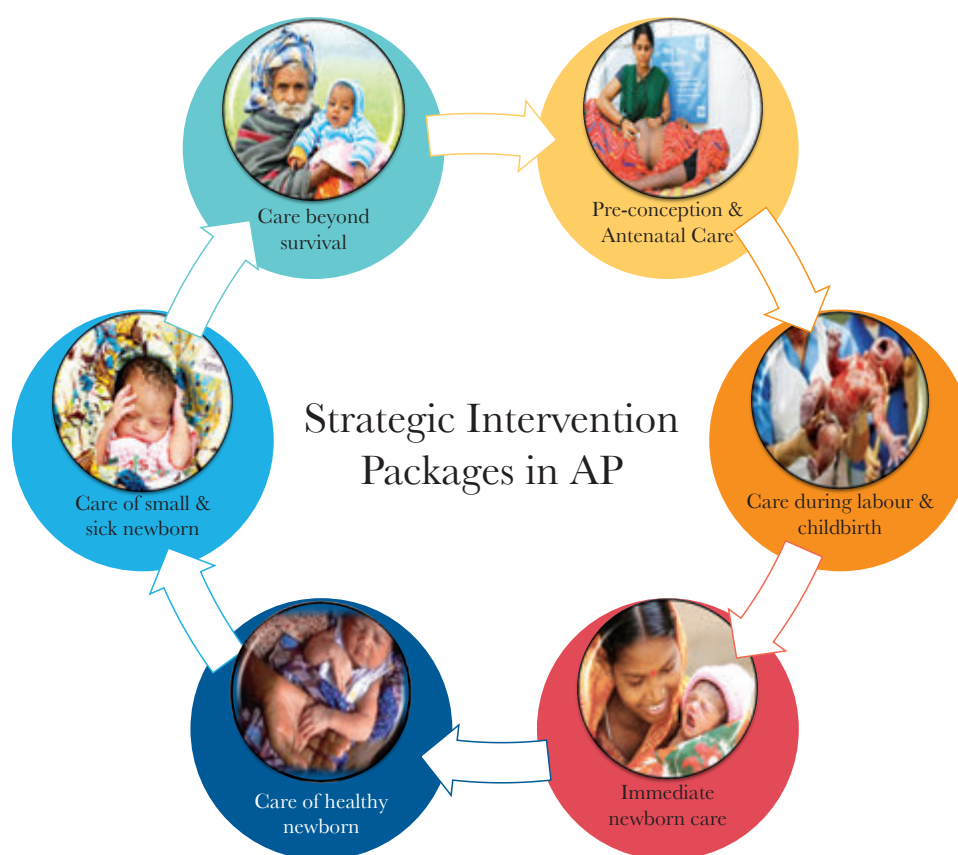 Care beyond
survival
Pre-conception &
Antenatal Care
Care of small &
sick newborn
Strategic Intervention
Packages in AP
Care during labour &
childbirth
Care of healthy
newborn
Immediate
newborn care